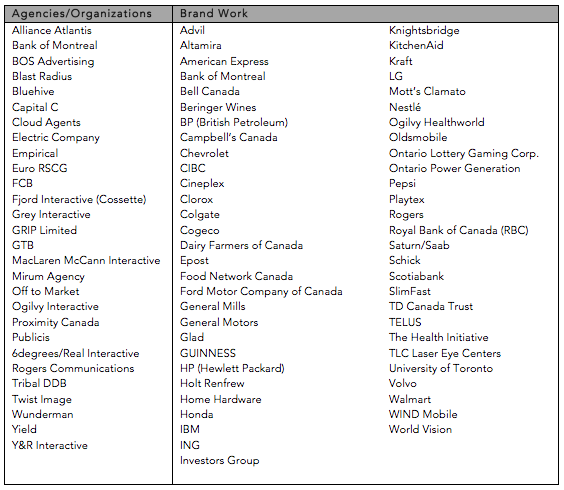 Agencies/Organizations Brand Work
Alliance Atlantis Advil Knightsbridge
Bank of Montreal Altamira KitchenAid
BOS Advertising American Express Kraft
Blast Radius Bank of Montreal LG
Bluehive Bell Canada Mott's Clamato
Capital C Beringer Wines Nestlé
Cloud Agents BP (British Petroleum) Ogilvy Healthworld
Electric Company Campbell's Canada Oldsmobile
Empirical Chevrolet Ontario Lottery Gaming Corp.
Euro RSCG CIBC Ontario Power Generation
FCB Cineplex Pepsi
Fjord Interactive (Cossette) Clorox Playtex
Grey Interactive Colgate Rogers
GRIP Limited Cogeco Royal Bank of Canada (RBC)
GTB Dairy Farmers of Canada Saturn/Saab
MacLaren McCann Interactive Epost Schick
Mirum Agency Food Network Canada Scotiabank
Off to Market Ford Motor Company of Canada SlimFast
Ogilvy Interactive General Mills TD Canada Trust
Proximity Canada General Motors TELUS
Publicis Glad The Health Initiative
6degrees/Real Interactive GUINNESS TLC Laser Eye Centers
Rogers Communications HP (Hewlett Packard) University of Toronto
Tribal DDB Holt Renfrew Volvo
Twist Image Home Hardware Walmart
Wunderman Honda WIND Mobile
Yield IBM World Vision
Y&R Interactive ING
Investors Group